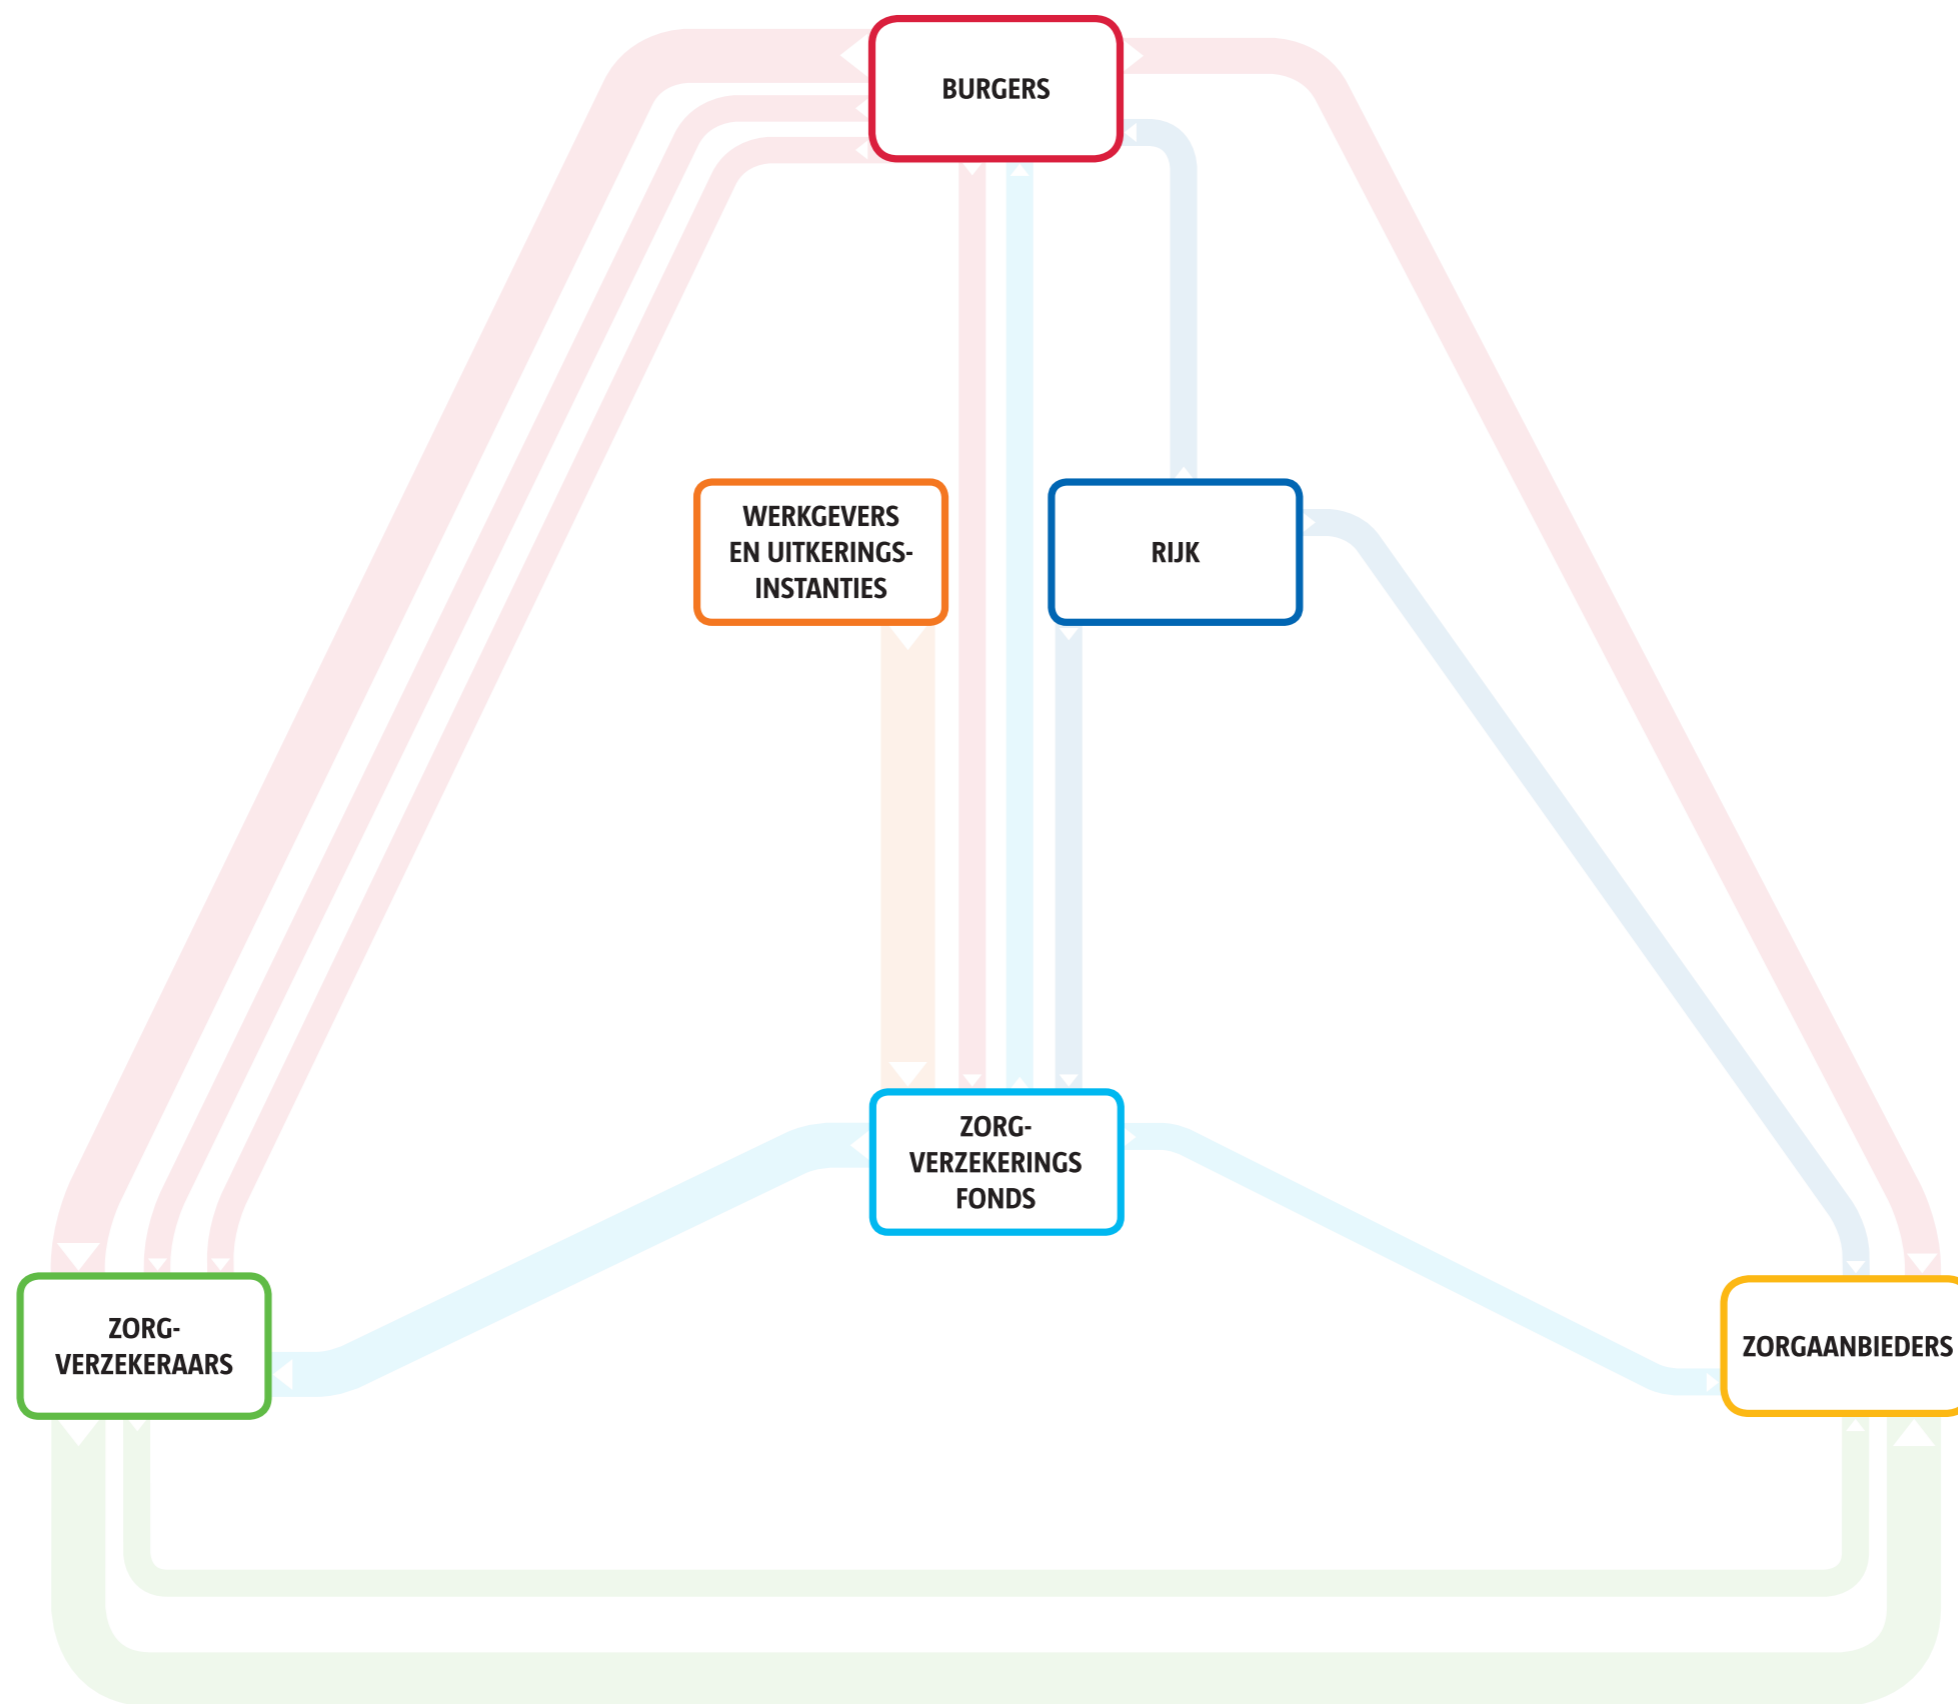 BURGERS
WERKGEVERS
EN UITKERINGS-
INSTANTIES
RIJK
ZORG-
VERZEKERINGS
FONDS
ZORG-
VERZEKERAARS
ZORGAANBIEDERS